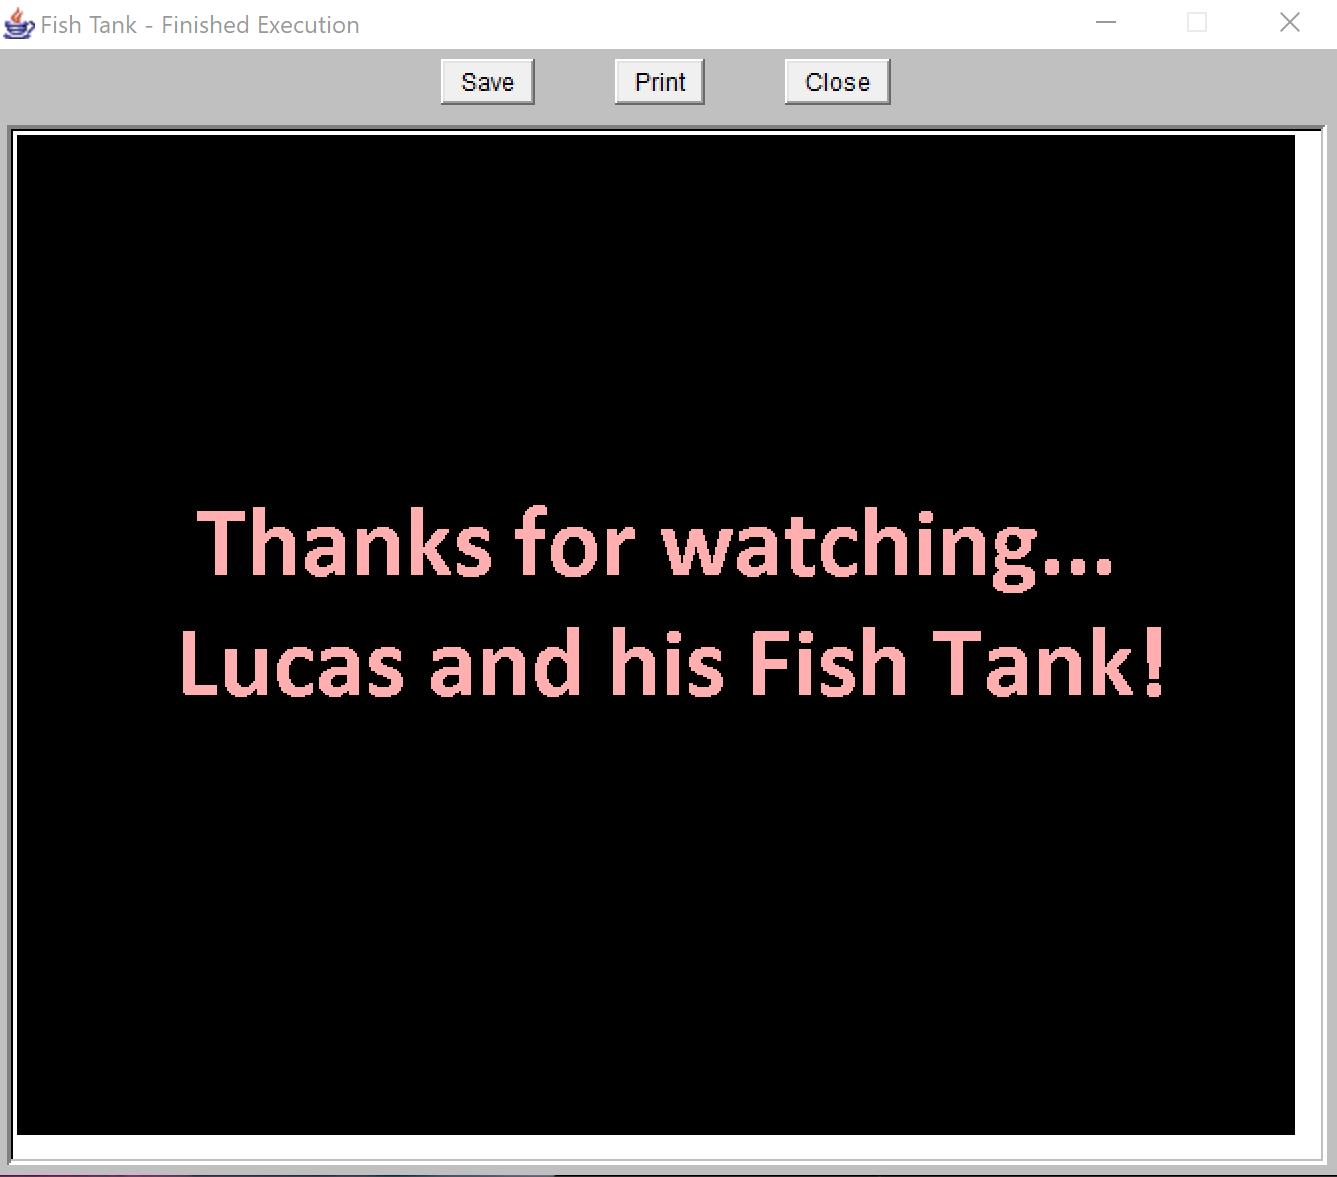 Fish Tank - Finished Execution
Save Print Close
Thanks for watching...
Lucas and his Fish Tank!